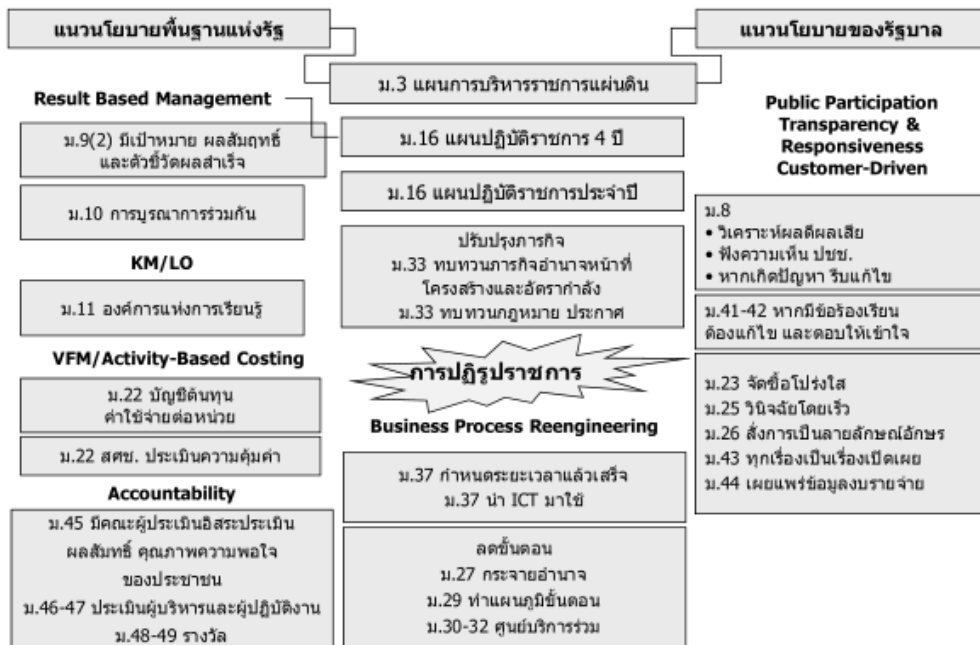 แนวนโยบายพื้นฐานแห่งรัฐ
แนวนโยบายของรัฐบาล
ม.3 แผนการบริหารราชการแผ่นดิน
Result Based Management
ม.9(2) มีเป้าหมาย ผลสัมฤทธิ์
และตัวชี้วัดผลสำเร็จ
ม.10 การบูรณาการร่วมกัน
KM/LO
ม.11 องค์การแห่งการเรียนรู้
VFM/Activity-Based Costing
ม.22 บัญชีต้นทุน
ค่าใช้จ่ายต่อหน่วย
ม.22 สศช. ประเมินความคุ้มค่า
Accountability
ม.45 มีคณะผู้ประเมินอิสระประเมิน
ผลสัมทธิ์ คุณภาพความพอใจ
ของประชาชน
ม.46-47 ประเมินผู้บริหารและผู้ปฏิบัติงาน
ม.48-49 รางวัล
ม.16 แผนปฏิบัติราชการ 4 ปี
ม.16 แผนปฏิบัติราชการประจำปี
ปรับปรุงภารกิจ
ม.33 ทบทวนภารกิจอำนาจหน้าที่
โครงสร้างและอัตรากำลัง
ม.33 ทบทวนกฎหมาย ประกาศ
การปฏิรูปราชการ
Business Process Reengineering
ม.37 กำหนดระยะเวลาแล้วเสร็จ
ม.37 นำ ICT มาใช้
ลดขั้นตอน
ม.27 กระจายอำนาจ
ม.29 ทำแผนภูมิขั้นตอน
ม.30-32 ศูนย์บริการร่วม
Public Participation
Transparency &
Responsiveness
Customer-Driven
ม.8
• วิเคราะห์ผลดีผลเสีย
• ฟังความเห็น ปชช.
• หากเกิดปัญหา รีบแก้ไข
ม.41-42 หากมีข้อร้องเรียน
ต้องแก้ไข และตอบให้เข้าใจ
ม.23 จัดซื้อโปร่งใส
ม.25 วินิจฉัยโดยเร็ว
ม.26 สั่งการเป็นลายลักษณ์อักษร
ม.43 ทุกเรื่องเป็นเรื่องเปิดเผย
ม.44 เผยแพร่ข้อมูลงบรายจ่าย